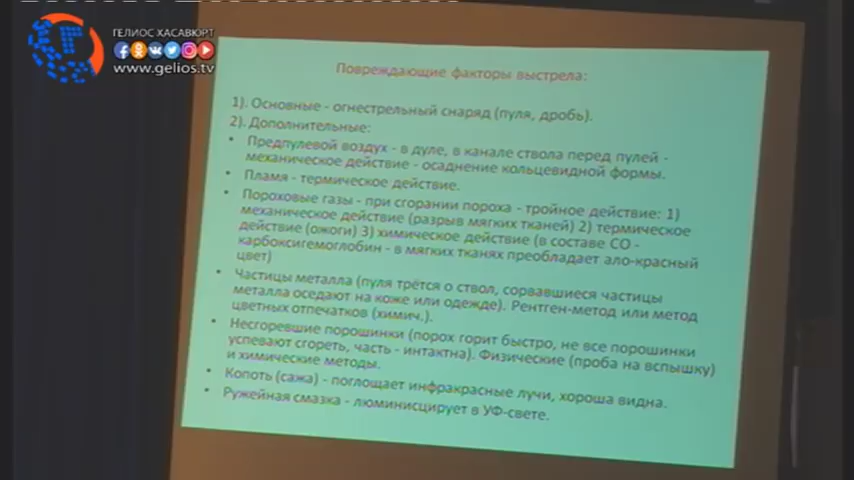 ГЕЛИОС ХАСАВЮРТ
www.gelios.tv
Повреждающие факторы выстрела:
1). Основные - огнестрельный снаряд (пуля, дробь).
2). Дополнительные:
• Предпулевой воздух - в дуле, в канале ствола перед пулей -
механическое действие - осаднение кольцевидной формы.
• Пламя - термическое действие.
• Пороховые газы - при сгорании пороха - тройное действие: 1)
механическое действие (разрыв мягких тканей) 2) термическое
действие (ожоги) 3) химическое действие (в составе СО -
карбоксигемоглобин - в мягких тканях преобладает ало-красный
цвет)
• Частицы металла (пуля трётся о ствол, сорвавшиеся частицы
металла оседают на коже или одежде). Рентген-метод или метод
цветных отпечатков (химич.).
• Несгоревшие порошинки (порох горит быстро, не все порошинки
успевают сгореть, часть - интактна). Физические (проба на вспышку)
и химические методы.
• Копоть (сажа) - поглощает инфракрасные лучи, хороша видна.
• Ружейная смазка - люминисцирует в УФ-свете.